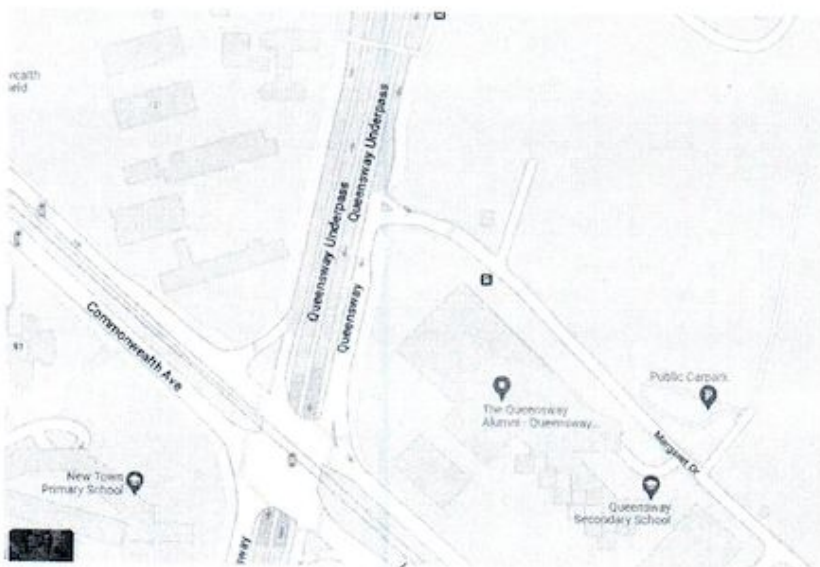 Queensway Underpass
Queensway Underpass
Queensway
Commonwealth Ave
Public Carpark
The Queensway
Alumni - Queensway...
Margaret Dr
New Town
Primary School
Queensway
Secondary School
way